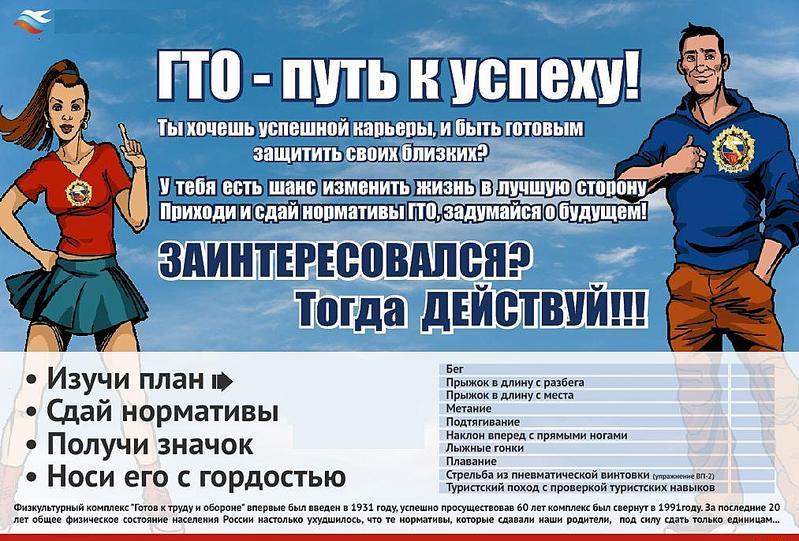 ГТО - путь к успеху!
Ты хочешь успешной карьеры, и быть готовым
защитить своих близких?
У тебя есть шанс изменить жизнь в лучшую сторону
Приходи и сдай нормативы ГТО, задумайся о будущем!
ЗАИНТЕРЕСОВАЛСЯ?
Тогда ДЕЙСТВУЙ!!!
• Изучи план
• Сдай нормативы
• Получи значок
• Носи его с гордостью
Бег
Прыжок в длину с разбега
Прыжок в длину с места
Метание
Подтягивание
Наклон вперед с прямыми ногами
Лыжные гонки
Плавание
Стрельба из пневматической винтовки (упражнение ВП-2)
Туристский поход с проверкой туристских навыков
Физкультурный комплекс "Готов к труду и обороне" впервые был введен в 1931 году, успешно просуществовав 60 лет комплекс был свернут в 1991году. За последние 20
лет общее физическое состояние населения России настолько ухудшилось, что те нормативы, которые сдавали наши родители, под силу сдать только единицам...